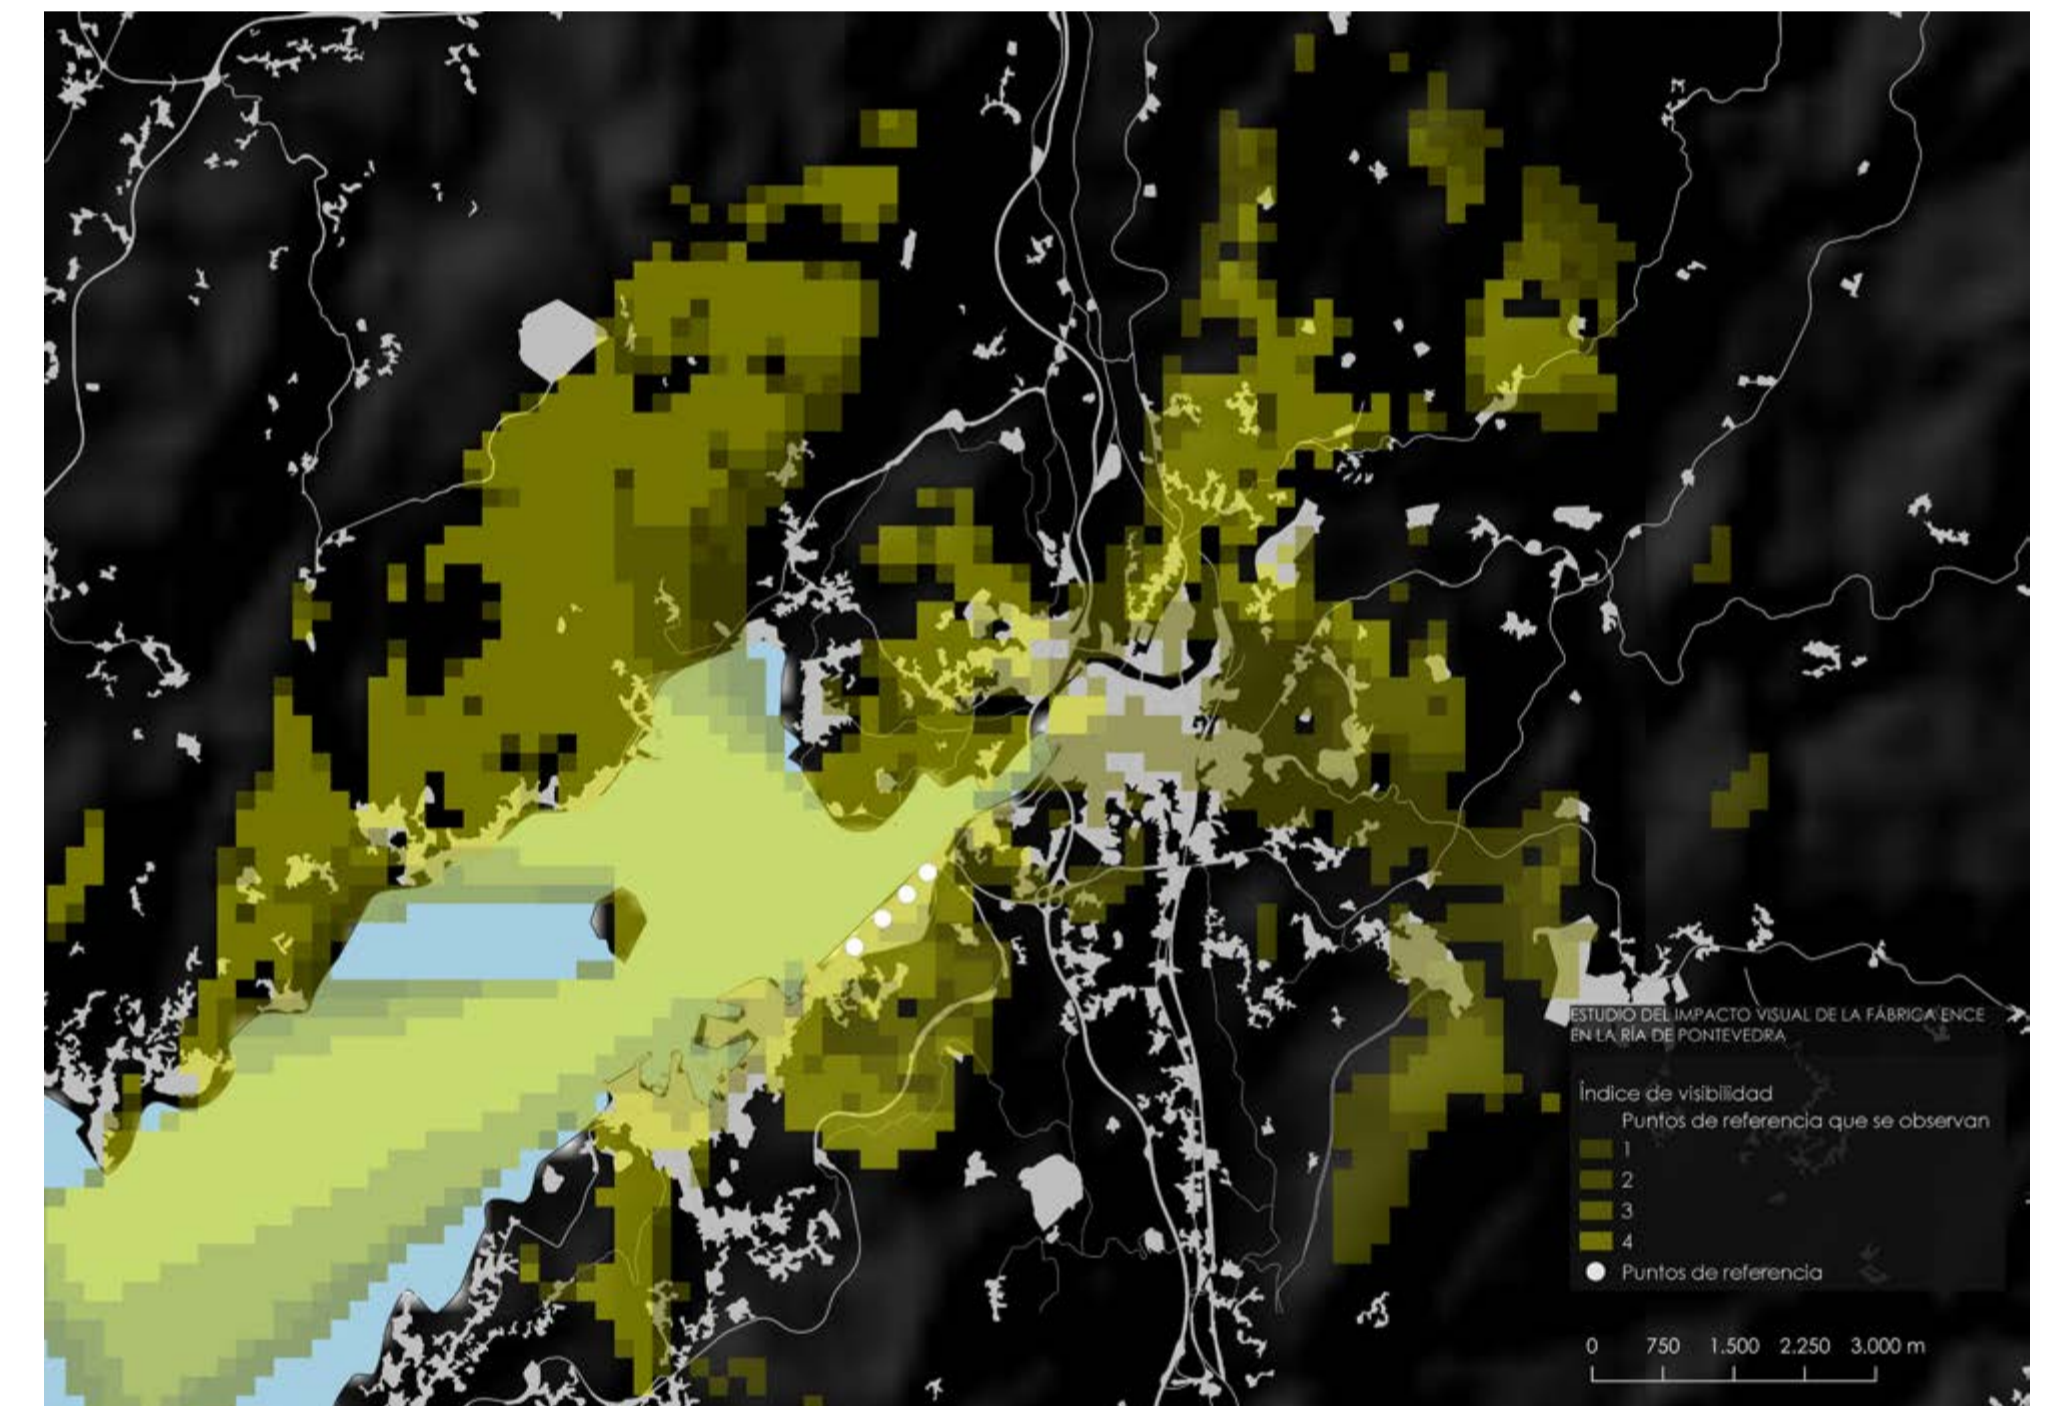 ESTUDIO DEL IMPACTO VISUAL DE LA FÁBRICA ENCE
EN LA RÍA DE PONTEVEDRA
Índice de visibilidad
Puntos de referencia que se observan
1
2
3
4
Puntos de referencia
0 750 1.500 2.250 3.000 m